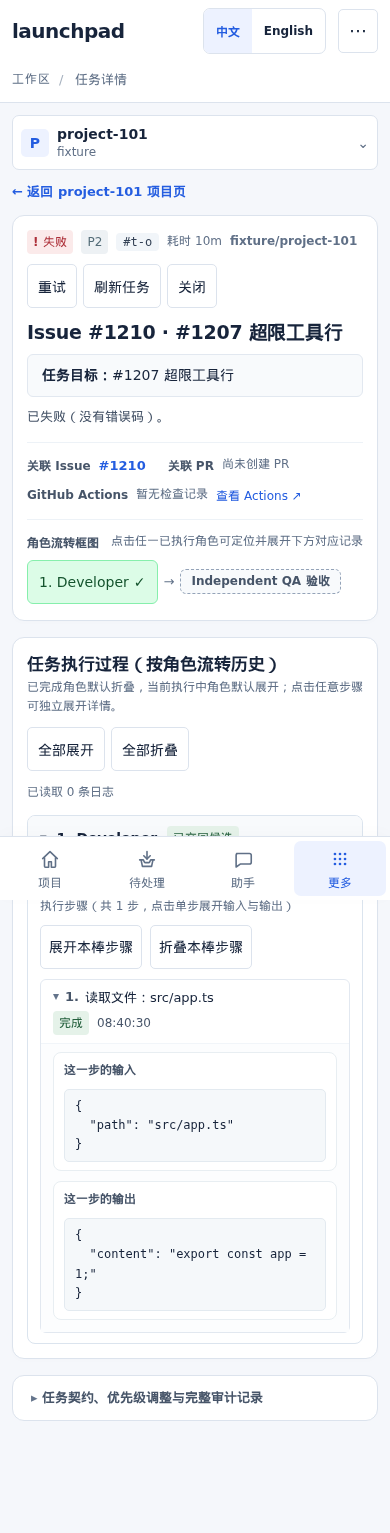 launchpad
中文
English
⋯
工作区 / 任务详情
P
project-101
fixture
← 返回 project-101 项目页
! 失败 P2 #t-o 耗时 10m fixture/project-101
重试 刷新任务 关闭
Issue #1210 · #1207 超限工具行
任务目标：#1207 超限工具行
已失败（没有错误码）。
关联 Issue #1210 关联 PR 尚未创建 PR
GitHub Actions 暂无检查记录 查看 Actions ↗
角色流转框图 点击任一已执行角色可定位并展开下方对应记录
1. Developer ✓ → Independent QA 验收
任务执行过程（按角色流转历史）
已完成角色默认折叠，当前执行中角色默认展开；点击任意步骤
可独立展开详情。
全部展开 全部折叠
已读取 0 条日志
项目 待处理 助手 更多
执行步骤（共 1 步，点击单步展开输入与输出）
展开本棒步骤 折叠本棒步骤
▾ 1. 读取文件：src/app.ts
完成 08:40:30
这一步的输入
{
"path": "src/app.ts"
}
这一步的输出
{
"content": "export const app =
1;"
}
▸ 任务契约、优先级调整与完整审计记录